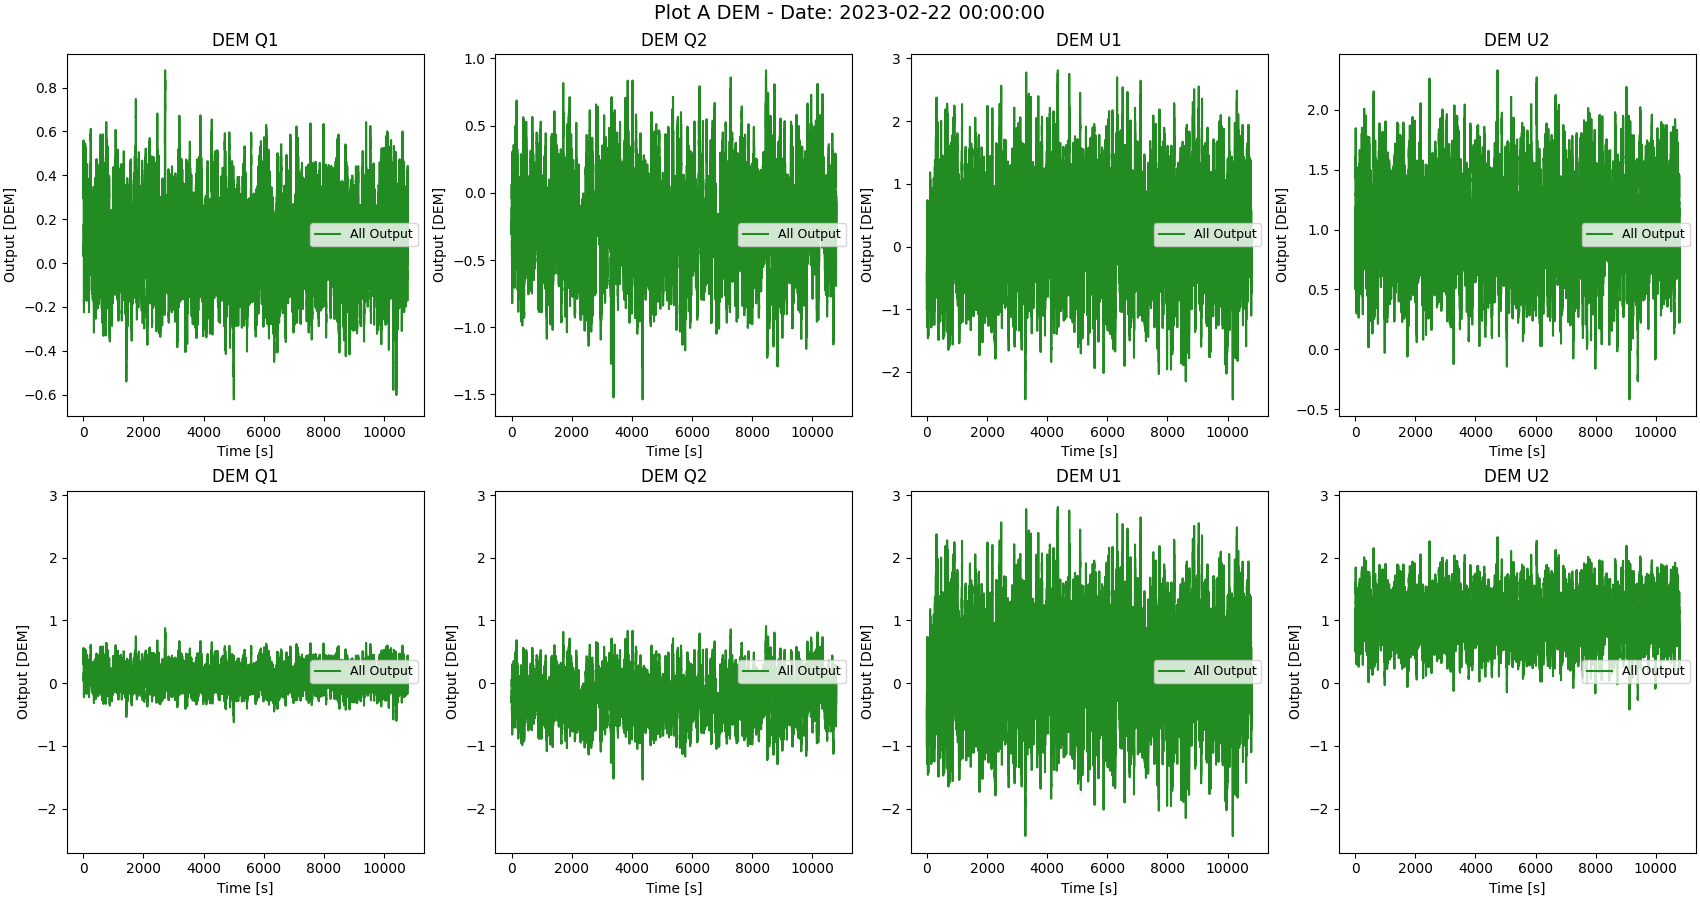 Plot A DEM - Date: 2023-02-22 00:00:00
DEM Q1
Output [DEM]
0.8
0.6
0.4
0.2
0.0
−0.2
−0.4
−0.6
All Output
0 2000 4000 6000 8000 10000
Time [s]
DEM Q2
Output [DEM]
1.0
0.5
0.0
−0.5
−1.0
−1.5
All Output
0 2000 4000 6000 8000 10000
Time [s]
DEM U1
Output [DEM]
3
2
1
0
−1
−2
All Output
0 2000 4000 6000 8000 10000
Time [s]
DEM U2
Output [DEM]
2.0
1.5
1.0
0.5
0.0
−0.5
All Output
0 2000 4000 6000 8000 10000
Time [s]
DEM Q1
Output [DEM]
3
2
1
0
−1
−2
All Output
0 2000 4000 6000 8000 10000
Time [s]
DEM Q2
Output [DEM]
3
2
1
0
−1
−2
All Output
0 2000 4000 6000 8000 10000
Time [s]
DEM U1
Output [DEM]
3
2
1
0
−1
−2
All Output
0 2000 4000 6000 8000 10000
Time [s]
DEM U2
Output [DEM]
3
2
1
0
−1
−2
All Output
0 2000 4000 6000 8000 10000
Time [s]